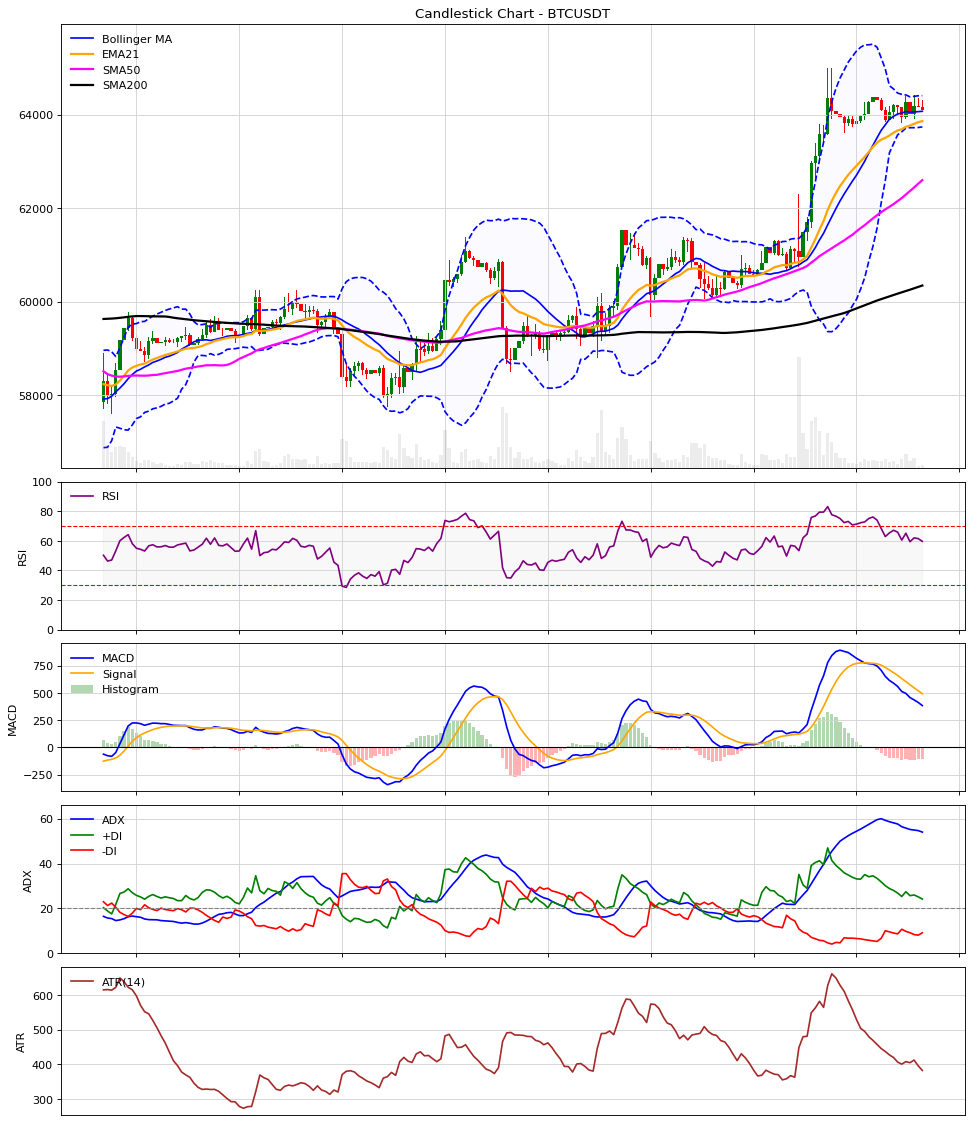 Candlestick Chart - BTCUSDT
Bollinger MA
EMA21
SMA50
SMA200
64000
62000
60000
58000
RSI
100
80
60
40
20
0
RSI
MACD
Signal
Histogram
750
500
250
0
−250
MACD
ADX
+DI
-DI
60
40
20
0
ADX
ATR(14)
600
500
400
300
ATR